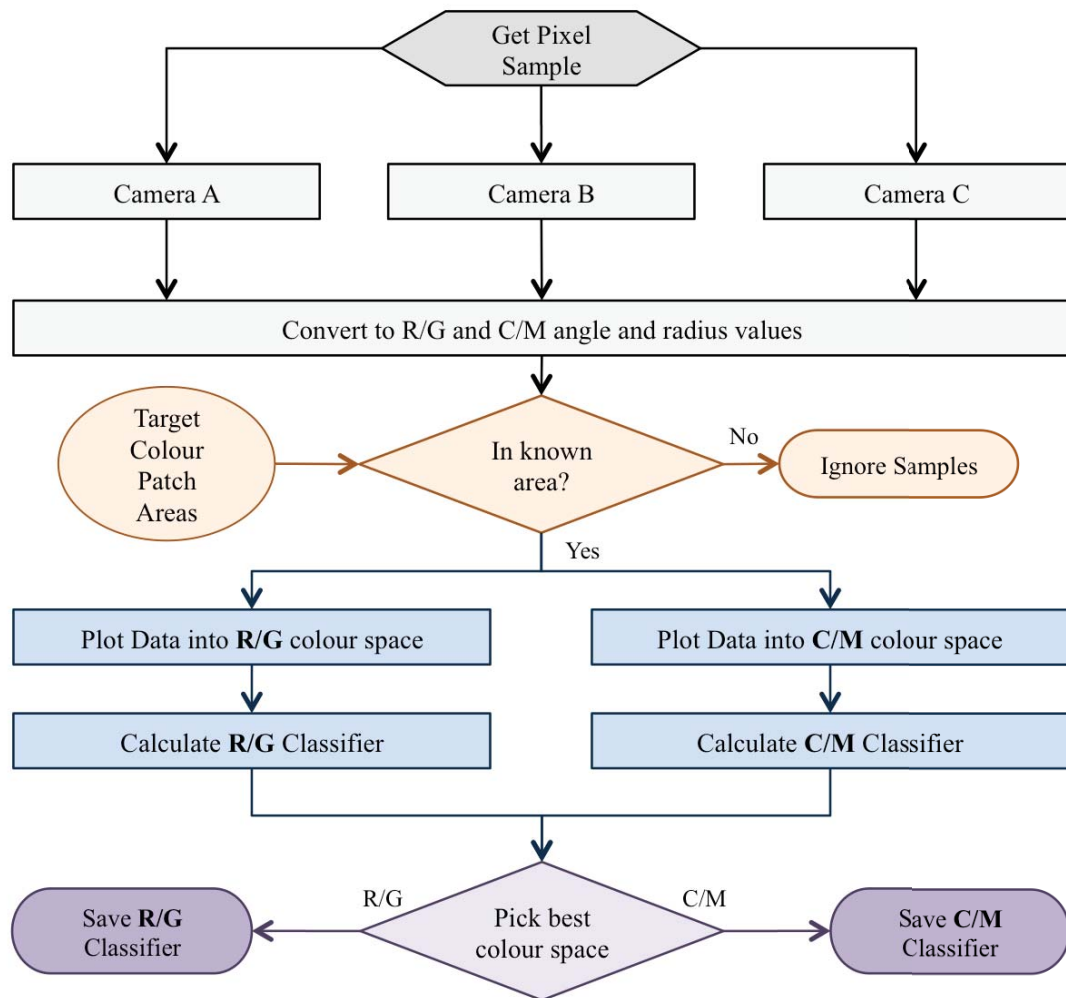 Get Pixel
Sample
Camera A
Camera B
Camera C
Convert to R/G and C/M angle and radius values
Target
Colour
Patch
Areas
In known
area?
No
Ignore Samples
Yes
Plot Data into R/G colour space
Plot Data into C/M colour space
Calculate R/G Classifier
Calculate C/M Classifier
R/G
C/M
Save R/G
Classifier
Pick best
colour space
Save C/M
Classifier